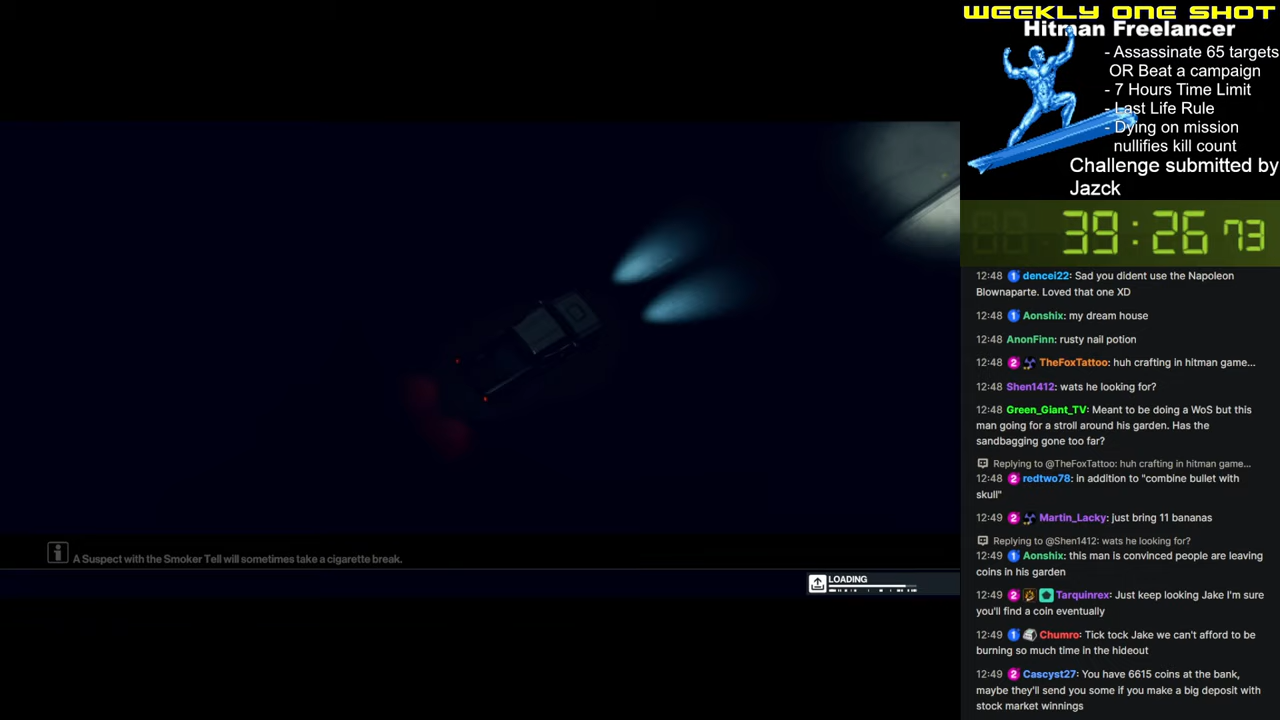 WEEKLY ONE SHOT
Hitman Freelancer
- Assassinate 65 targets
OR Beat a campaign
- 7 Hours Time Limit
- Last Life Rule
- Dying on mission
nullifies kill count
Challenge submitted by
Jazck
39:26 73
12:48 dencei22: Sad you dident use the Napoleon
Blownaparte. Loved that one XD
12:48 Aonshix: my dream house
12:48 AnonFinn: rusty nail potion
12:48 TheFoxTattoo: huh crafting in hitman game...
12:48 Shen1412: wats he looking for?
12:48 Green_Giant_TV: Meant to be doing a WoS but this
man going for a stroll around his garden. Has the
sandbagging gone too far?
Replying to @TheFoxTattoo: huh crafting in hitman game...
12:48 redtwo78: in addition to "combine bullet with
skull"
12:49 Martin_Lacky: just bring 11 bananas
Replying to @Shen1412: wats he looking for?
12:49 Aonshix: this man is convinced people are leaving
coins in his garden
12:49 Tarquinrex: Just keep looking Jake I'm sure
you'll find a coin eventually
12:49 Chumro: Tick tock Jake we can't afford to be
burning so much time in the hideout
12:49 Cascyst27: You have 6615 coins at the bank,
maybe they'll send you some if you make a big deposit with
stock market winnings
A Suspect with the Smoker Tell will sometimes take a cigarette break.
LOADING